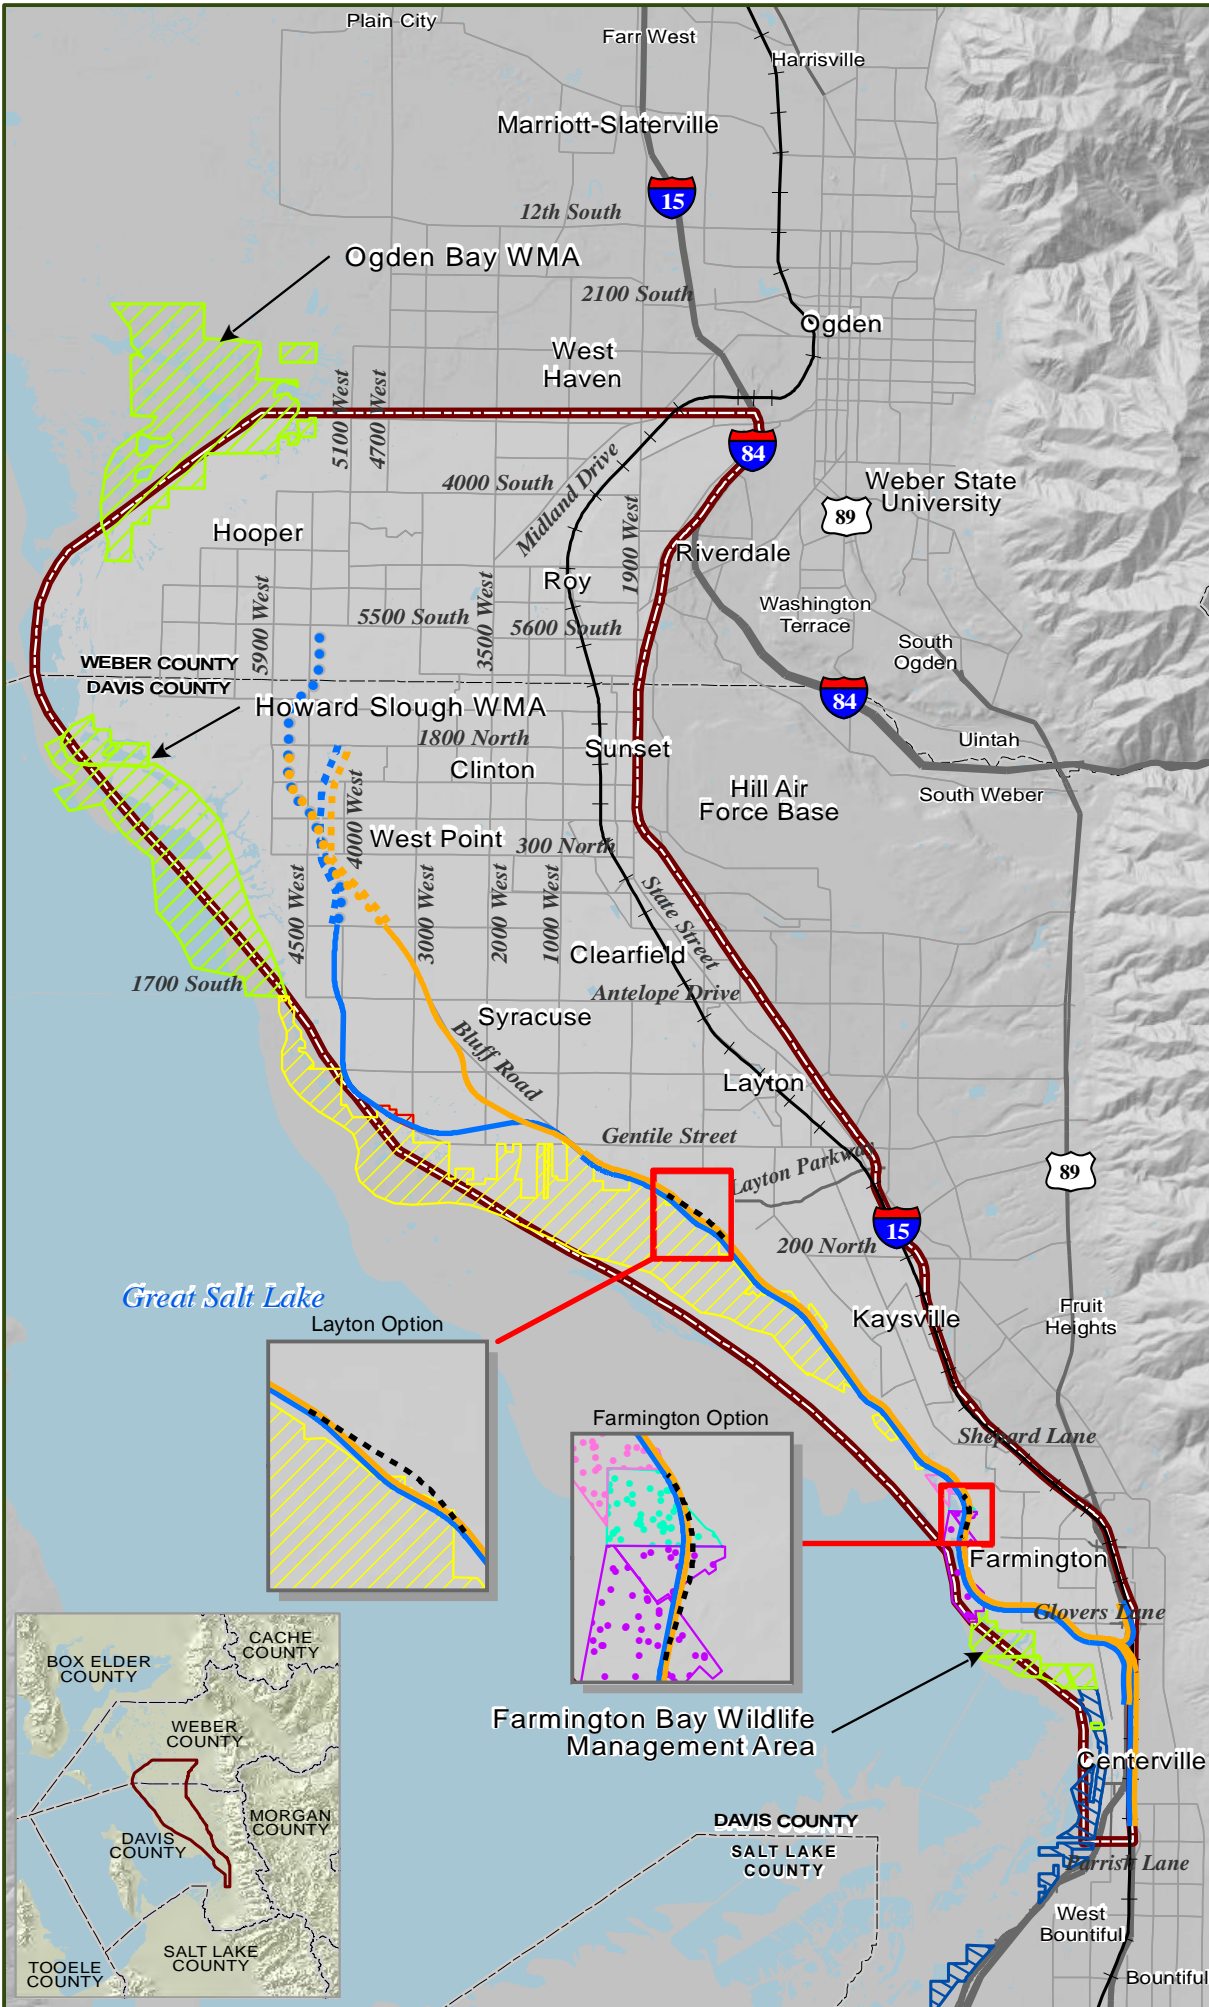 Plain City
Farr West
Harrisville
Marriott-Slaterville
15
12th South
Ogden Bay WMA
2100 South
Ogden
West
Haven
5100 West
4700 West
84
Midland Drive
4000 South
Weber State
University
89
1900 West
Hooper
Riverdale
Roy
3500 West
5900 West
Washington
Terrace
5500 South
5600 South
South
Ogden
WEBER COUNTY
DAVIS COUNTY
84
Howard Slough WMA
1800 North
Sunset
Uintah
Clinton
Hill Air
Force Base
South Weber
4000 West
West Point
300 North
4500 West
3000 West
2000 West
1000 West
State Street
Clearfield
1700 South
Antelope Drive
Syracuse
Bluff Road
Layton
Gentile Street
Layton Parkway
89
15
200 North
Great Salt Lake
Kaysville
Fruit
Heights
Layton Option
Farmington Option
Shepard Lane
Farmington
Glovers Lane
CACHE
COUNTY
BOX ELDER
COUNTY
WEBER
COUNTY
MORGAN
COUNTY
DAVIS
COUNTY
SALT LAKE
COUNTY
TOOELE
COUNTY
Farmington Bay Wildlife
Management Area
Centerville
DAVIS COUNTY
SALT LAKE
COUNTY
Parrish Lane
West
Bountiful
Bountiful